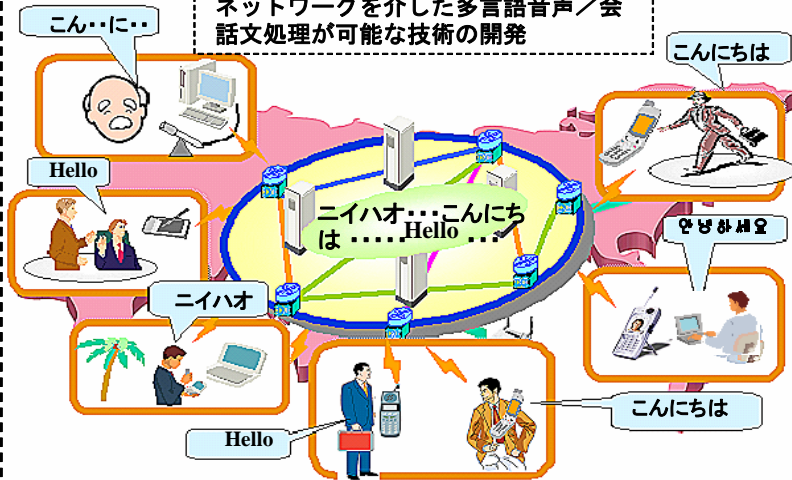 ネットワークを介した多言語音声／会
話文処理が可能な技術の開発
こん・・に・・
こんにちは
Hello
ニイハオ・・・こんにち
は ・・・・・Hello ・・・
안녕하세요
ニイハオ
こんにちは
Hello